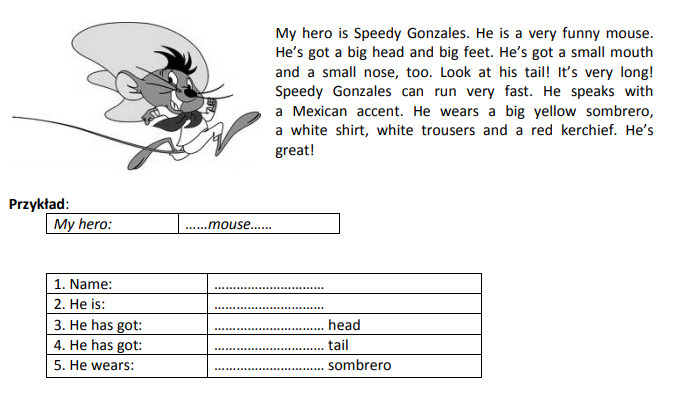 My hero is Speedy Gonzales. He is a very funny mouse.
He's got a big head and big feet. He's got a small mouth
and a small nose, too. Look at his tail! It's very long!
Speedy Gonzales can run very fast. He speaks with
a Mexican accent. He wears a big yellow sombrero,
a white shirt, white trousers and a red kerchief. He's
great!
Przykład:
My hero: ……mouse……
1. Name: …………………………
2. He is: …………………………
3. He has got: ………………………… head
4. He has got: ………………………… tail
5. He wears: ………………………… sombrero